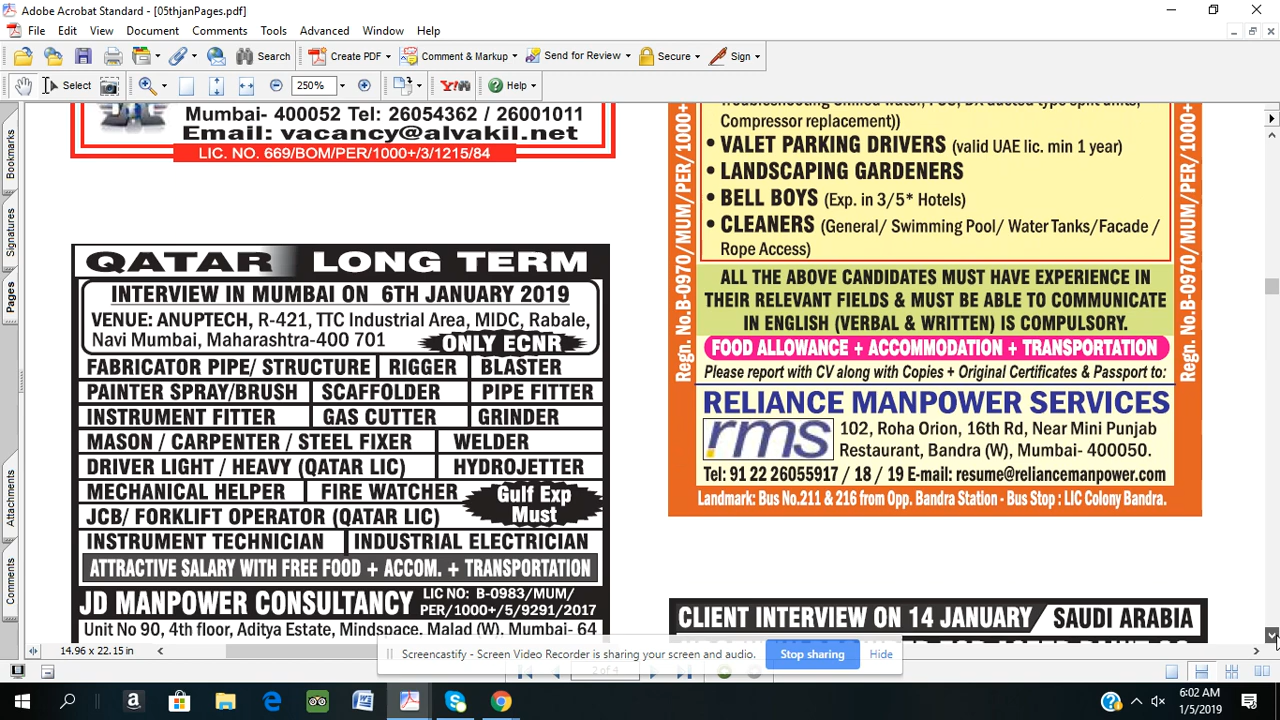 Adobe Acrobat Standard - [05thjanPages.pdf]
File Edit View Document Comments Tools Advanced Window Help
Search Create PDF Comment & Markup Send for Review Secure Sign
Select 250% Y! Help
Bookmarks
Signatures
Pages
Attachments
Comments
Mumbai- 400052 Tel: 26054362 / 26001011
Email: vacancy@alvakil.net
LIC. NO. 669/BOM/PER/1000+/3/1215/84
QATAR LONG TERM
INTERVIEW IN MUMBAI ON 6TH JANUARY 2019
VENUE: ANUPTECH, R-421, TTC Industrial Area, MIDC, Rabale,
Navi Mumbai, Maharashtra-400 701
ONLY ECNR
FABRICATOR PIPE/ STRUCTURE RIGGER BLASTER
PAINTER SPRAY/BRUSH SCAFFOLDER PIPE FITTER
INSTRUMENT FITTER GAS CUTTER GRINDER
MASON / CARPENTER / STEEL FIXER WELDER
DRIVER LIGHT / HEAVY (QATAR LIC) HYDROJETTER
MECHANICAL HELPER FIRE WATCHER
Gulf Exp
Must
JCB/ FORKLIFT OPERATOR (QATAR LIC)
INSTRUMENT TECHNICIAN INDUSTRIAL ELECTRICIAN
ATTRACTIVE SALARY WITH FREE FOOD + ACCOM. + TRANSPORTATION
JD MANPOWER CONSULTANCY
LIC NO: B-0983/MUM/
PER/1000+/5/9291/2017
Unit No 90, 4th floor, Aditya Estate, Mindspace, Malad (W), Mumbai- 64
Compressor replacement))
• VALET PARKING DRIVERS (valid UAE lic. min 1 year)
• LANDSCAPING GARDENERS
• BELL BOYS (Exp. in 3/5* Hotels)
• CLEANERS (General/ Swimming Pool/ Water Tanks/Facade /
Rope Access)
ALL THE ABOVE CANDIDATES MUST HAVE EXPERIENCE IN
THEIR RELEVANT FIELDS & MUST BE ABLE TO COMMUNICATE
IN ENGLISH (VERBAL & WRITTEN) IS COMPULSORY.
FOOD ALLOWANCE + ACCOMMODATION + TRANSPORTATION
Please report with CV along with Copies + Original Certificates & Passport to:
RELIANCE MANPOWER SERVICES
rms
102, Roha Orion, 16th Rd, Near Mini Punjab
Restaurant, Bandra (W), Mumbai- 400050.
Tel: 91 22 26055917 / 18 / 19 E-mail: resume@reliancemanpower.com
Landmark: Bus No.211 & 216 from Opp. Bandra Station - Bus Stop : LIC Colony Bandra.
Regn. No.B-0970/MUM/PER/1000+
Regn. No.B-0970/MUM/PER/1000+
CLIENT INTERVIEW ON 14 JANUARY SAUDI ARABIA
14.96 x 22.15 in
Screencastify - Screen Video Recorder is sharing your screen and audio. Stop sharing Hide
2 of 4
6:02 AM
1/5/2019